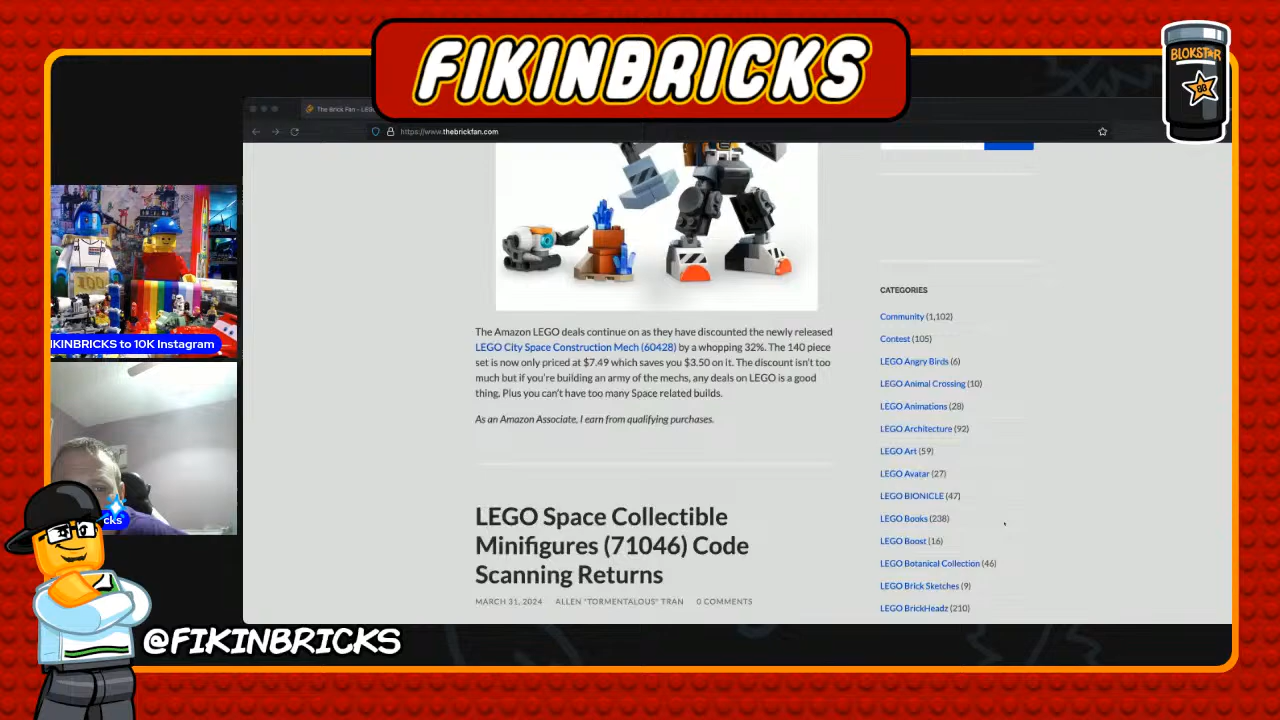 FIKINBRICKS
BLOKSTAR
The Brick Fan - LEG
https://www.thebrickfan.com
CATEGORIES
Community (1,102)
Contest (105)
LEGO Angry Birds (6)
LEGO Animal Crossing (10)
LEGO Animations (28)
LEGO Architecture (92)
LEGO Art (59)
LEGO Avatar (27)
LEGO BIONICLE (47)
LEGO Books (238)
LEGO Boost (16)
LEGO Botanical Collection (46)
LEGO Brick Sketches (9)
LEGO BrickHeadz (210)
The Amazon LEGO deals continue on as they have discounted the newly released
LEGO City Space Construction Mech (60428) by a whopping 32%. The 140 piece
set is now only priced at $7.49 which saves you $3.50 on it. The discount isn't too
much but if you're building an army of the mechs, any deals on LEGO is a good
thing. Plus you can't have too many Space related builds.
As an Amazon Associate, I earn from qualifying purchases.
LEGO Space Collectible
Minifigures (71046) Code
Scanning Returns
MARCH 31, 2024 ALLEN "TORMENTALOUS" TRAN 0 COMMENTS
IKINBRICKS to 10K Instagram
cks
@FIKINBRICKS